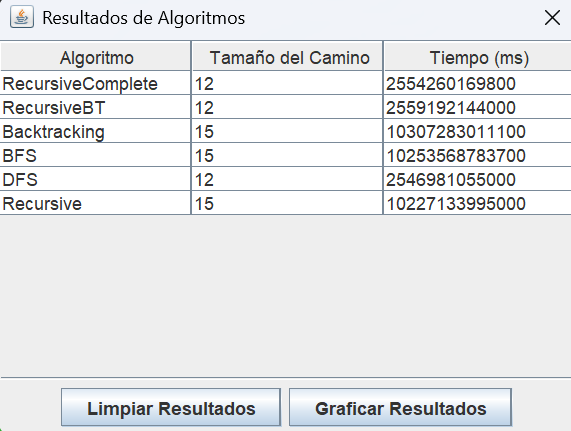 Resultados de Algoritmos
Algoritmo Tamaño del Camino Tiempo (ms)
RecursiveComplete 12 2554260169800
RecursiveBT 12 2559192144000
Backtracking 15 10307283011100
BFS 15 10253568783700
DFS 12 2546981055000
Recursive 15 10227133995000
Limpiar Resultados Graficar Resultados